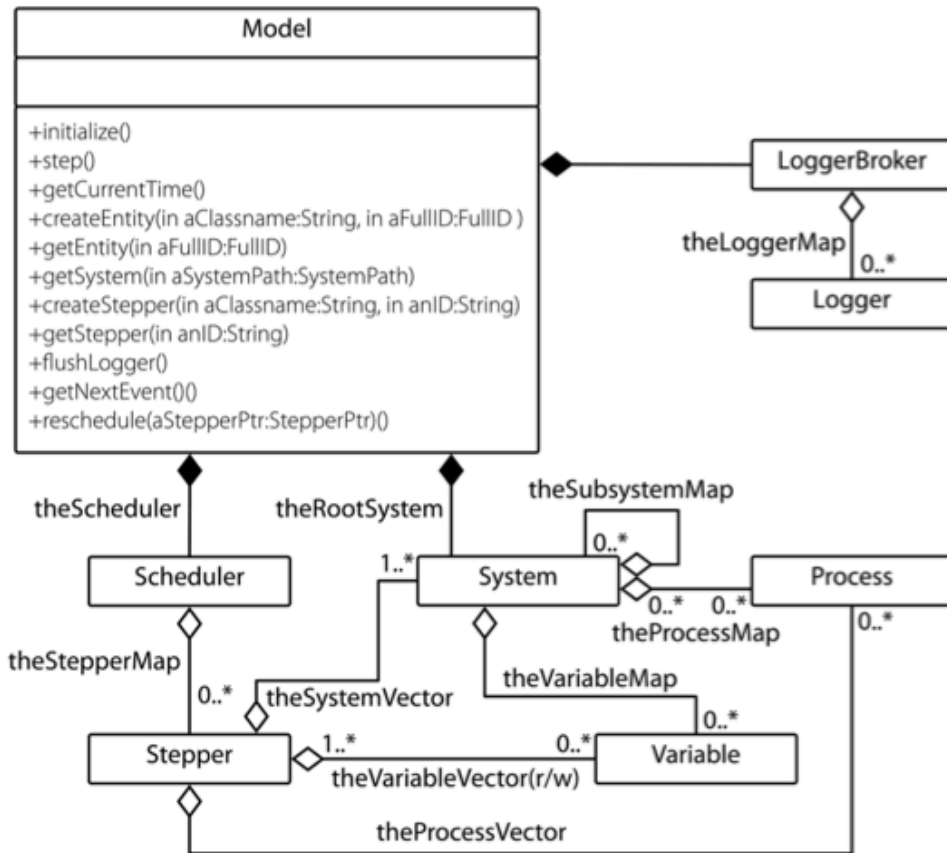 Model
+initialize()
+step()
+getCurrentTime()
+createEntity(in aClassname:String, in aFullID:FullID )
+getEntity(in aFullID:FullID)
+getSystem(in aSystemPath:SystemPath)
+createStepper(in aClassname:String, in anID:String)
+getStepper(in anID:String)
+flushLogger()
+getNextEvent()()
+reschedule(aStepperPtr:StepperPtr)()
LoggerBroker
theLoggerMap
0..*
Logger
theScheduler
theRootSystem
theSubsystemMap
0..*
Scheduler
1..*
System
Process
0..*
0..*
0..*
theProcessMap
theStepperMap
0..*
theSystemVector
theVariableMap
0..*
Stepper
1..*
0..*
Variable
theVariableVector(r/w)
theProcessVector